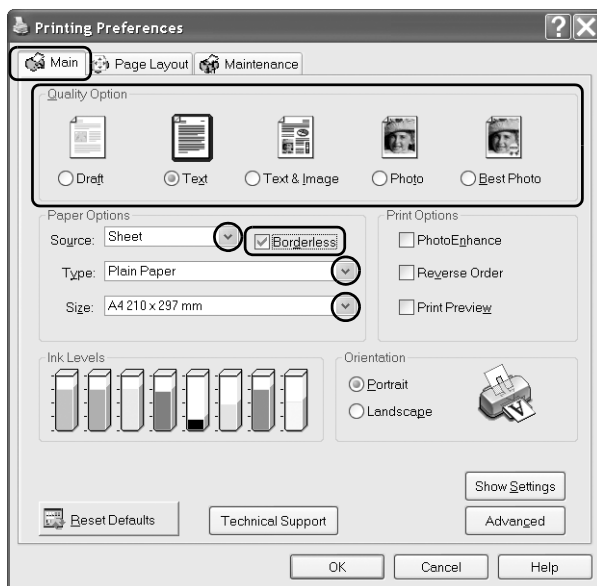 Printing Preferences
Main Page Layout Maintenance
Quality Option
Draft Text Text & Image Photo Best Photo
Paper Options
Source: Sheet Borderless
Type: Plain Paper
Size: A4 210 x 297 mm
Print Options
PhotoEnhance
Reverse Order
Print Preview
Ink Levels
Orientation
Portrait
Landscape
A
Show Settings
Reset Defaults Technical Support Advanced
OK Cancel Help